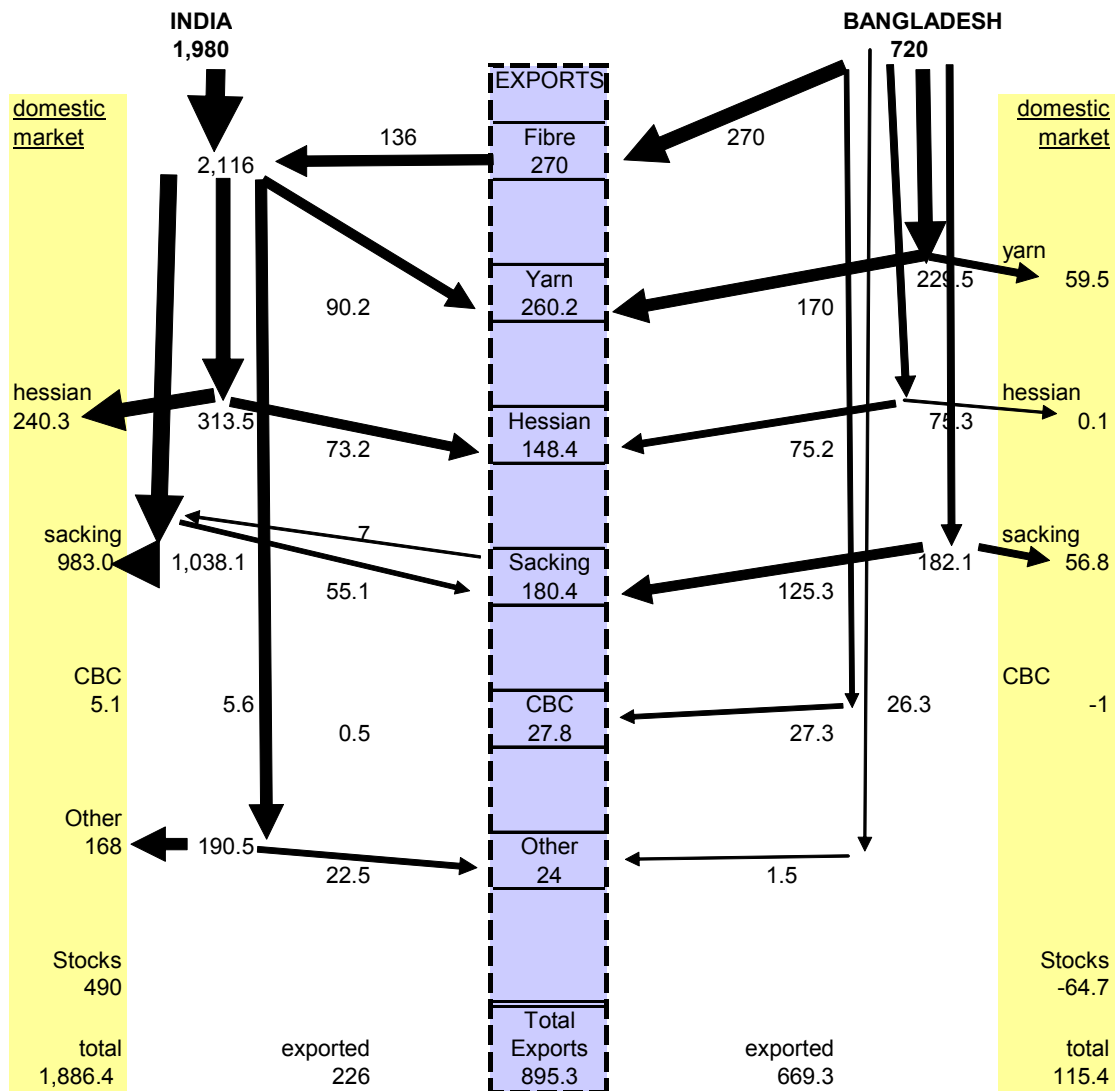 INDIA
1,980
BANGLADESH
720
EXPORTS
domestic
market
domestic
market
136
Fibre
270
270
2,116
yarn
229.5
59.5
90.2
Yarn
260.2
170
hessian
240.3
313.5
73.2
Hessian
148.4
75.2
75.3
hessian
0.1
sacking
983.0
1,038.1
7
55.1
Sacking
180.4
125.3
182.1
sacking
56.8
CBC
5.1
5.6
0.5
CBC
27.8
27.3
26.3
CBC
-1
Other
168
190.5
22.5
Other
24
1.5
Stocks
490
Stocks
-64.7
total
1,886.4
exported
226
Total
Exports
895.3
exported
669.3
total
115.4